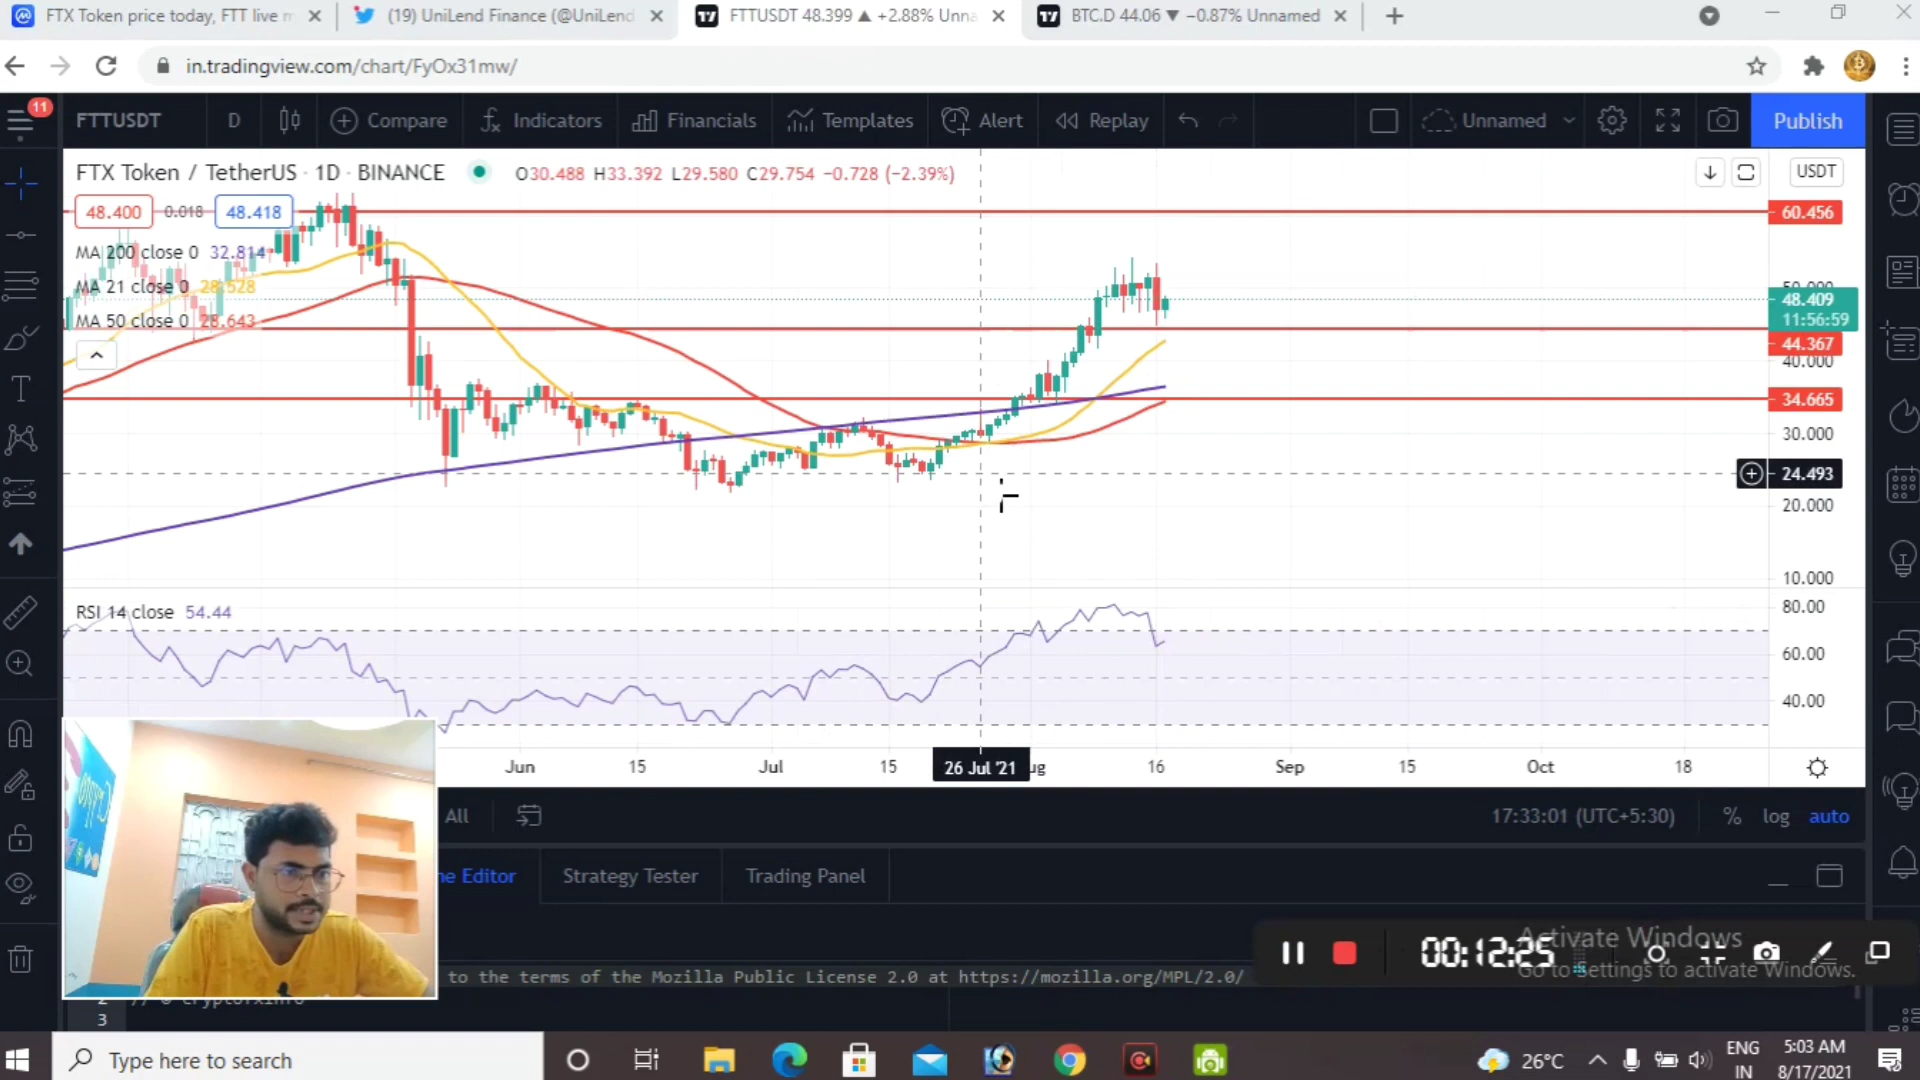 FTX Token price today, FTT live m
(19) UniLend Finance (@UniLend
FTTUSDT 48.399 ▲ +2.88% Unna
BTC.D 44.06 ▼ −0.87% Unnamed
in.tradingview.com/chart/FyOx31mw/
11
FTTUSDT
D
Compare
Indicators
Financials
Templates
Alert
Replay
Unnamed
Publish
FTX Token / TetherUS · 1D · BINANCE
O30.488 H33.392 L29.580 C29.754 −0.728 (−2.39%)
USDT
48.400
0.018
48.418
60.456
MA 200 close 0 32.814
MA 21 close 0 28.528
MA 50 close 0 28.643
48.409
11:56:59
44.367
40.000
34.665
30.000
24.493
20.000
10.000
RSI 14 close 54.44
80.00
60.00
40.00
Jun
15
Jul
15
26 Jul '21
ug
16
Sep
15
Oct
18
All
17:33:01 (UTC+5:30)
%
log
auto
ne Editor
Strategy Tester
Trading Panel
00:12:25
Activate Windows
Go to Settings to activate Windows.
to the terms of the Mozilla Public License 2.0 at https://mozilla.org/MPL/2.0/
2
3
Type here to search
26°C
ENG
IN
5:03 AM
8/17/2021